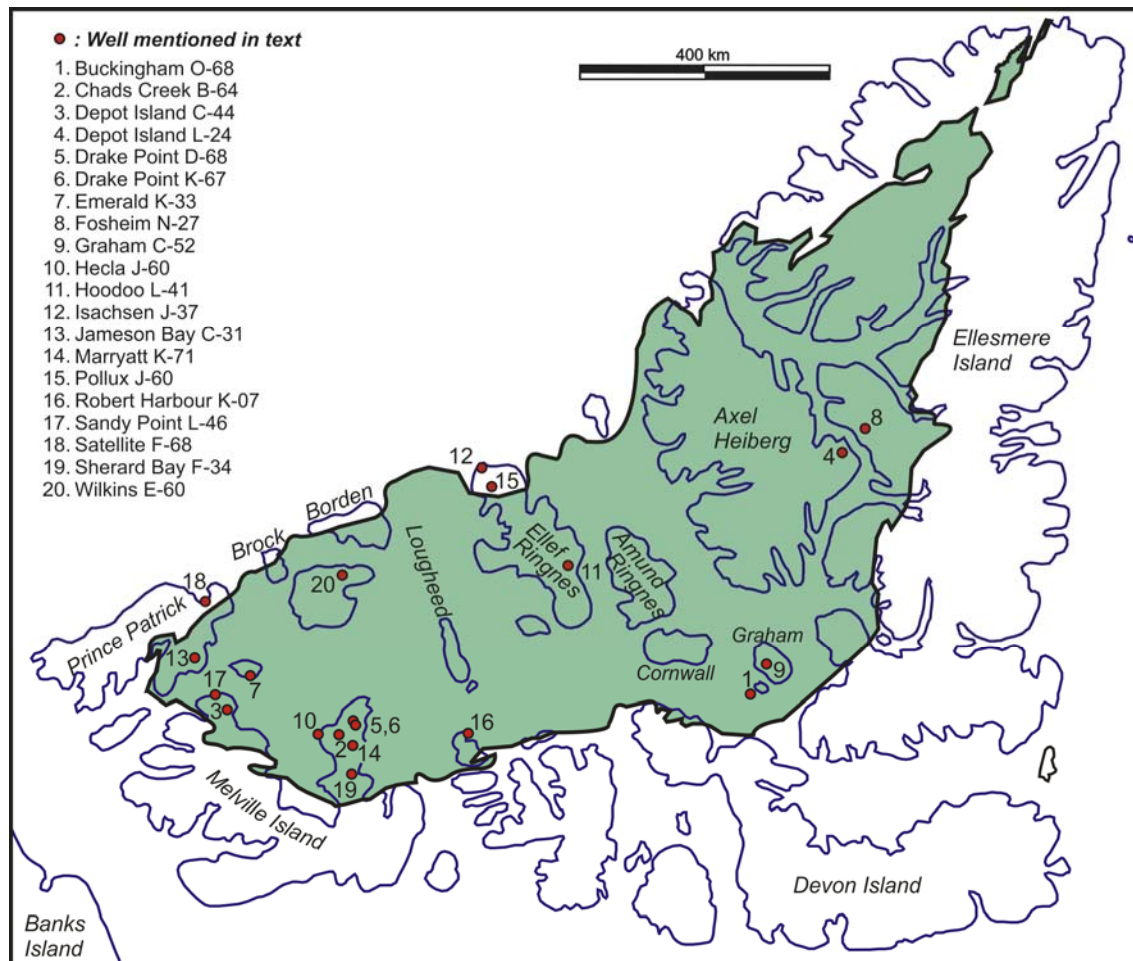 : Well mentioned in text
1. Buckingham O-68
2. Chads Creek B-64
3. Depot Island C-44
4. Depot Island L-24
5. Drake Point D-68
6. Drake Point K-67
7. Emerald K-33
8. Fosheim N-27
9. Graham C-52
10. Hecla J-60
11. Hoodoo L-41
12. Isachsen J-37
13. Jameson Bay C-31
14. Marryatt K-71
15. Pollux J-60
16. Robert Harbour K-07
17. Sandy Point L-46
18. Satellite F-68
19. Sherard Bay F-34
20. Wilkins E-60
400 km
Ellesmere
Island
Axel
Heiberg
8
4
12
15
Borden
Brock
Lougheed
Ellef
Ringnes
11
Amund
Ringnes
20
18
Prince Patrick
13
17
7
3
Graham
9
Cornwall
1
10
5,6
2
14
16
19
Melville Island
Devon Island
Banks
Island